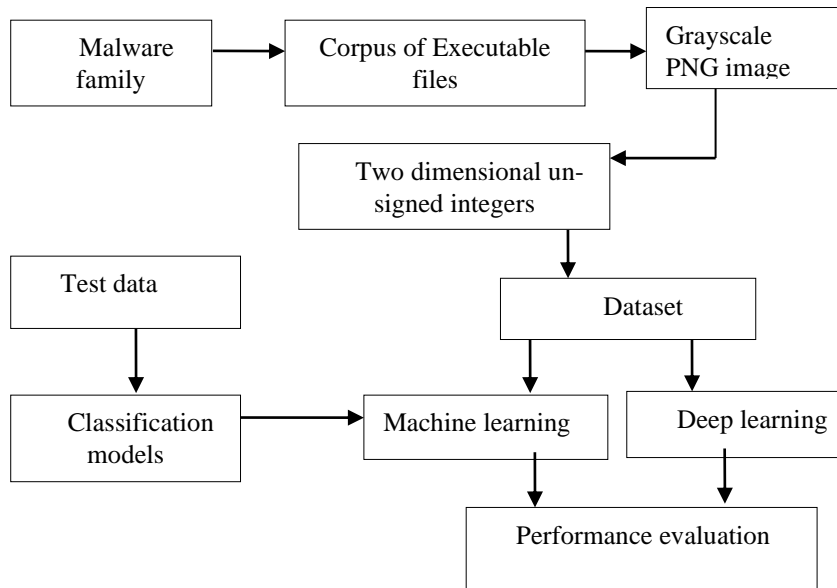 Malware
family
Corpus of Executable
files
Grayscale
PNG image
Two dimensional un-
signed integers
Test data
Dataset
Classification
models
Machine learning
Deep learning
Performance evaluation